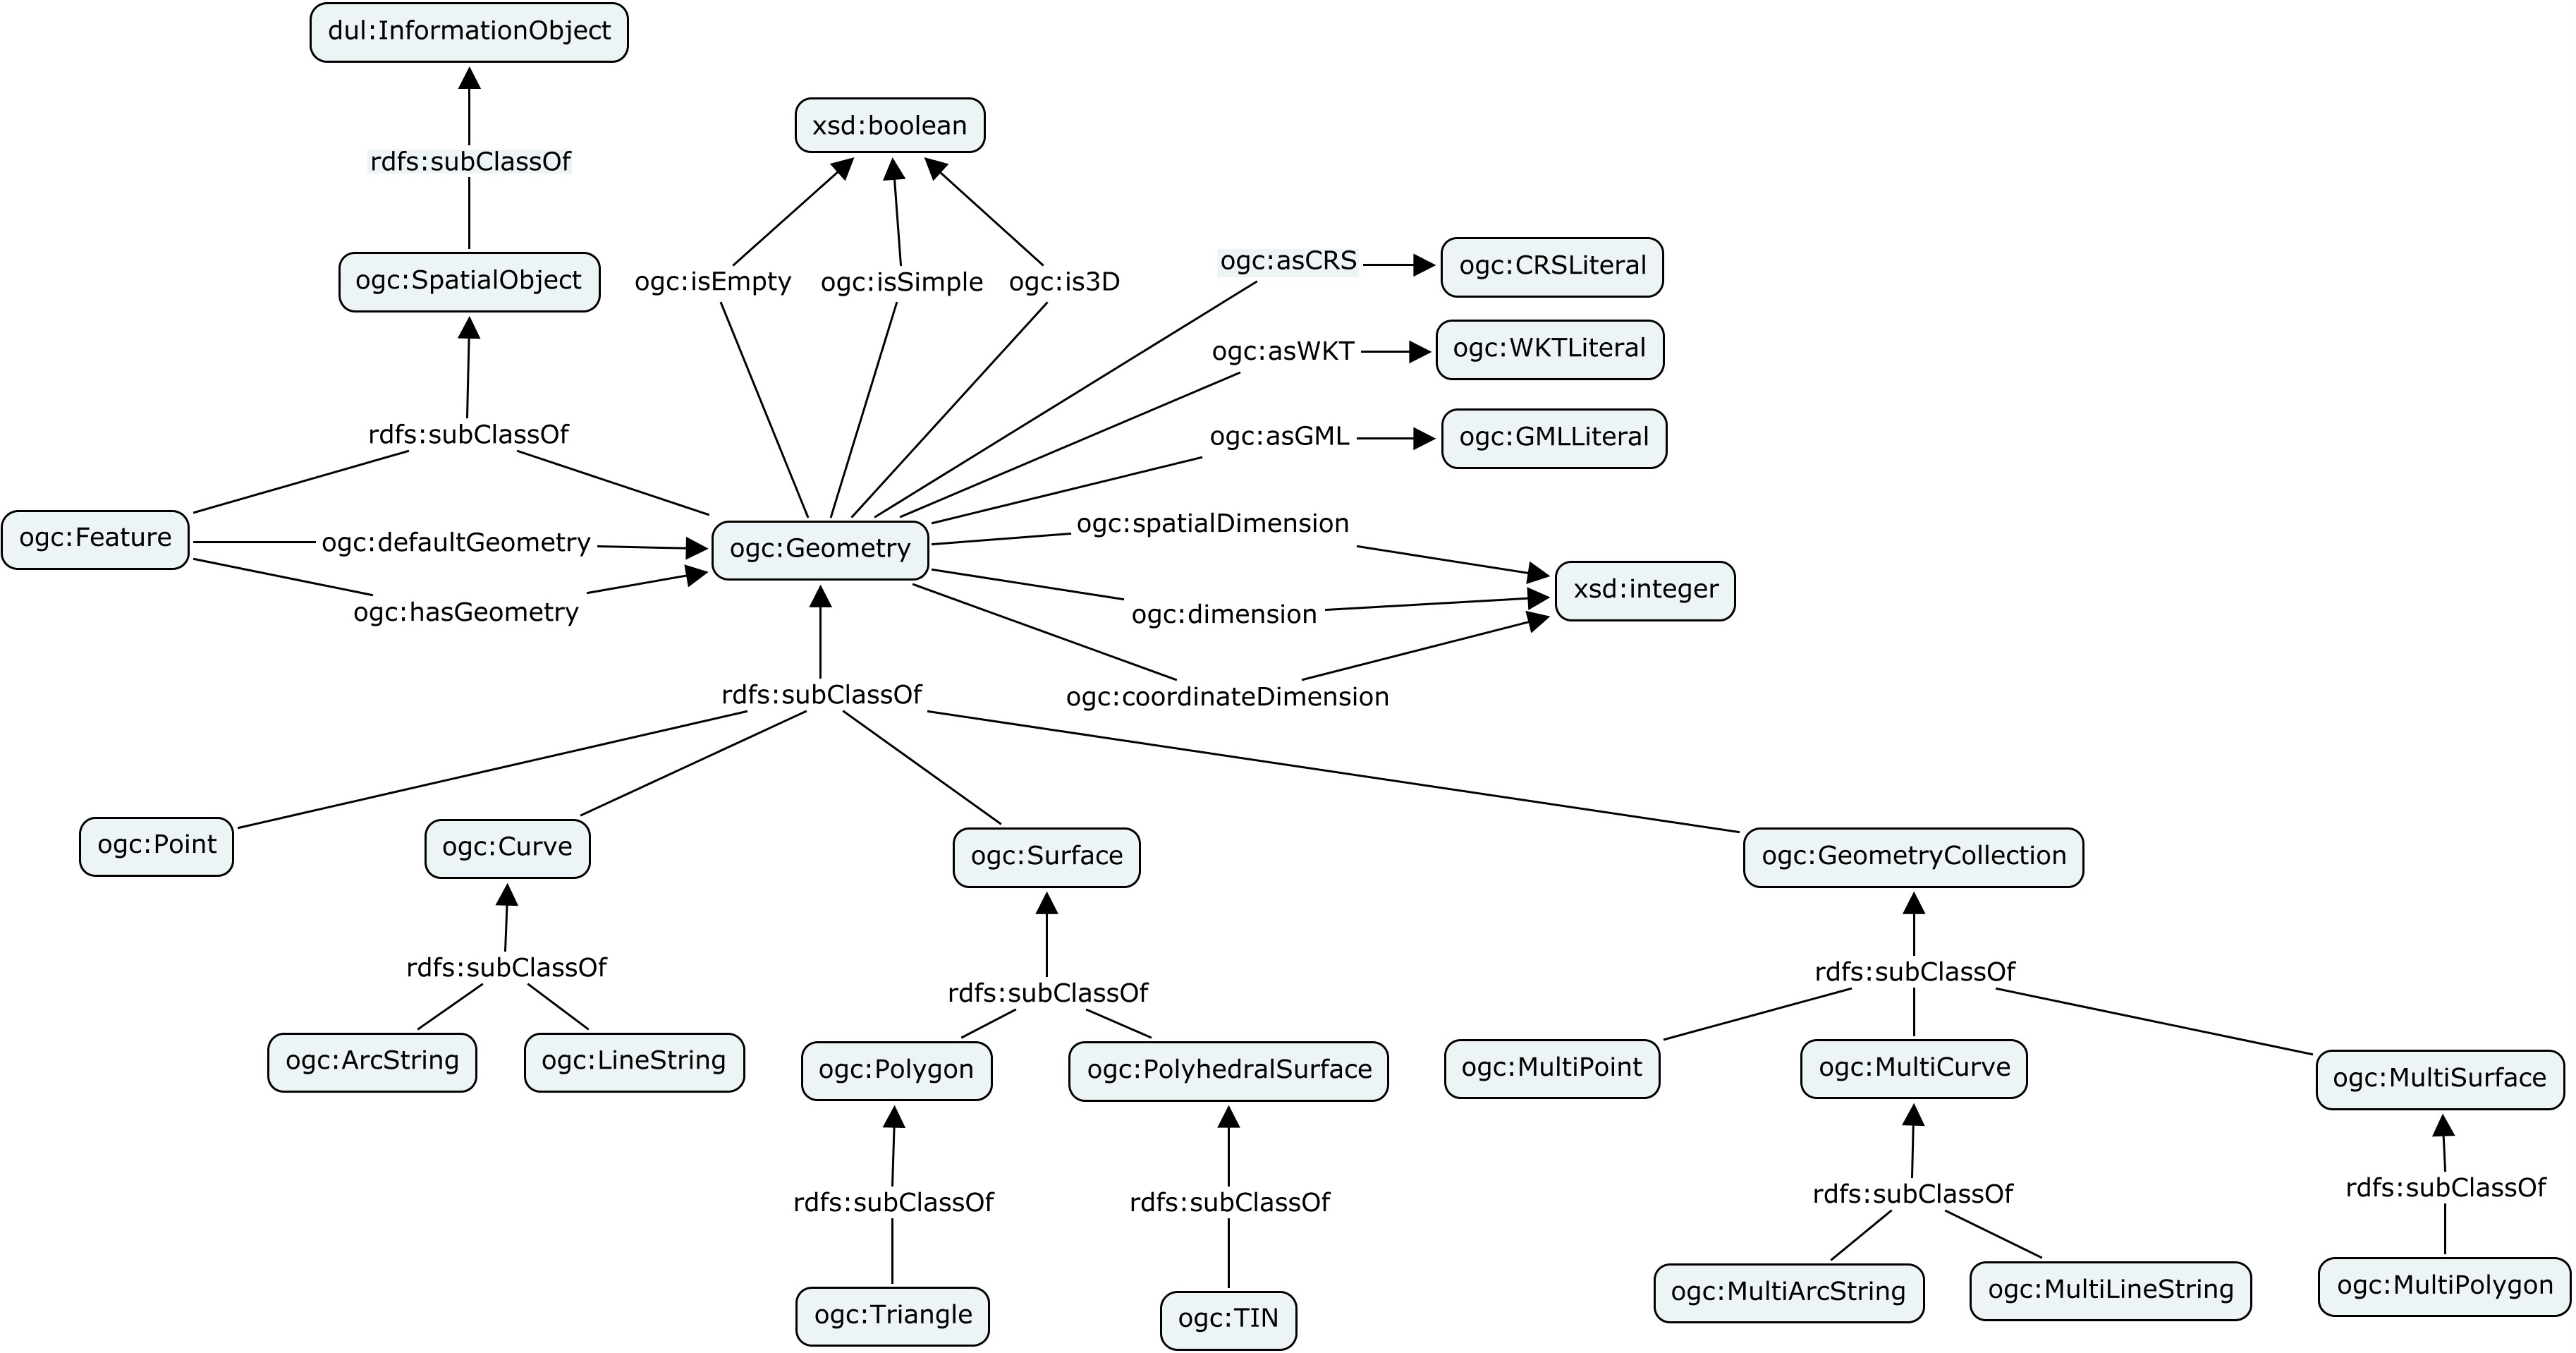 dul:InformationObject
xsd:boolean
rdfs:subClassOf
ogc:SpatialObject
ogc:isEmpty
ogc:isSimple
ogc:is3D
ogc:asCRS
ogc:CRSLiteral
ogc:asWKT
ogc:WKTLiteral
rdfs:subClassOf
ogc:asGML
ogc:GMLLiteral
ogc:Feature
ogc:defaultGeometry
ogc:Geometry
ogc:spatialDimension
ogc:hasGeometry
ogc:dimension
xsd:integer
rdfs:subClassOf
ogc:coordinateDimension
ogc:Point
ogc:Curve
ogc:Surface
ogc:GeometryCollection
rdfs:subClassOf
rdfs:subClassOf
rdfs:subClassOf
ogc:ArcString
ogc:LineString
ogc:Polygon
ogc:PolyhedralSurface
ogc:MultiPoint
ogc:MultiCurve
ogc:MultiSurface
rdfs:subClassOf
rdfs:subClassOf
rdfs:subClassOf
rdfs:subClassOf
ogc:Triangle
ogc:TIN
ogc:MultiArcString
ogc:MultiLineString
ogc:MultiPolygon